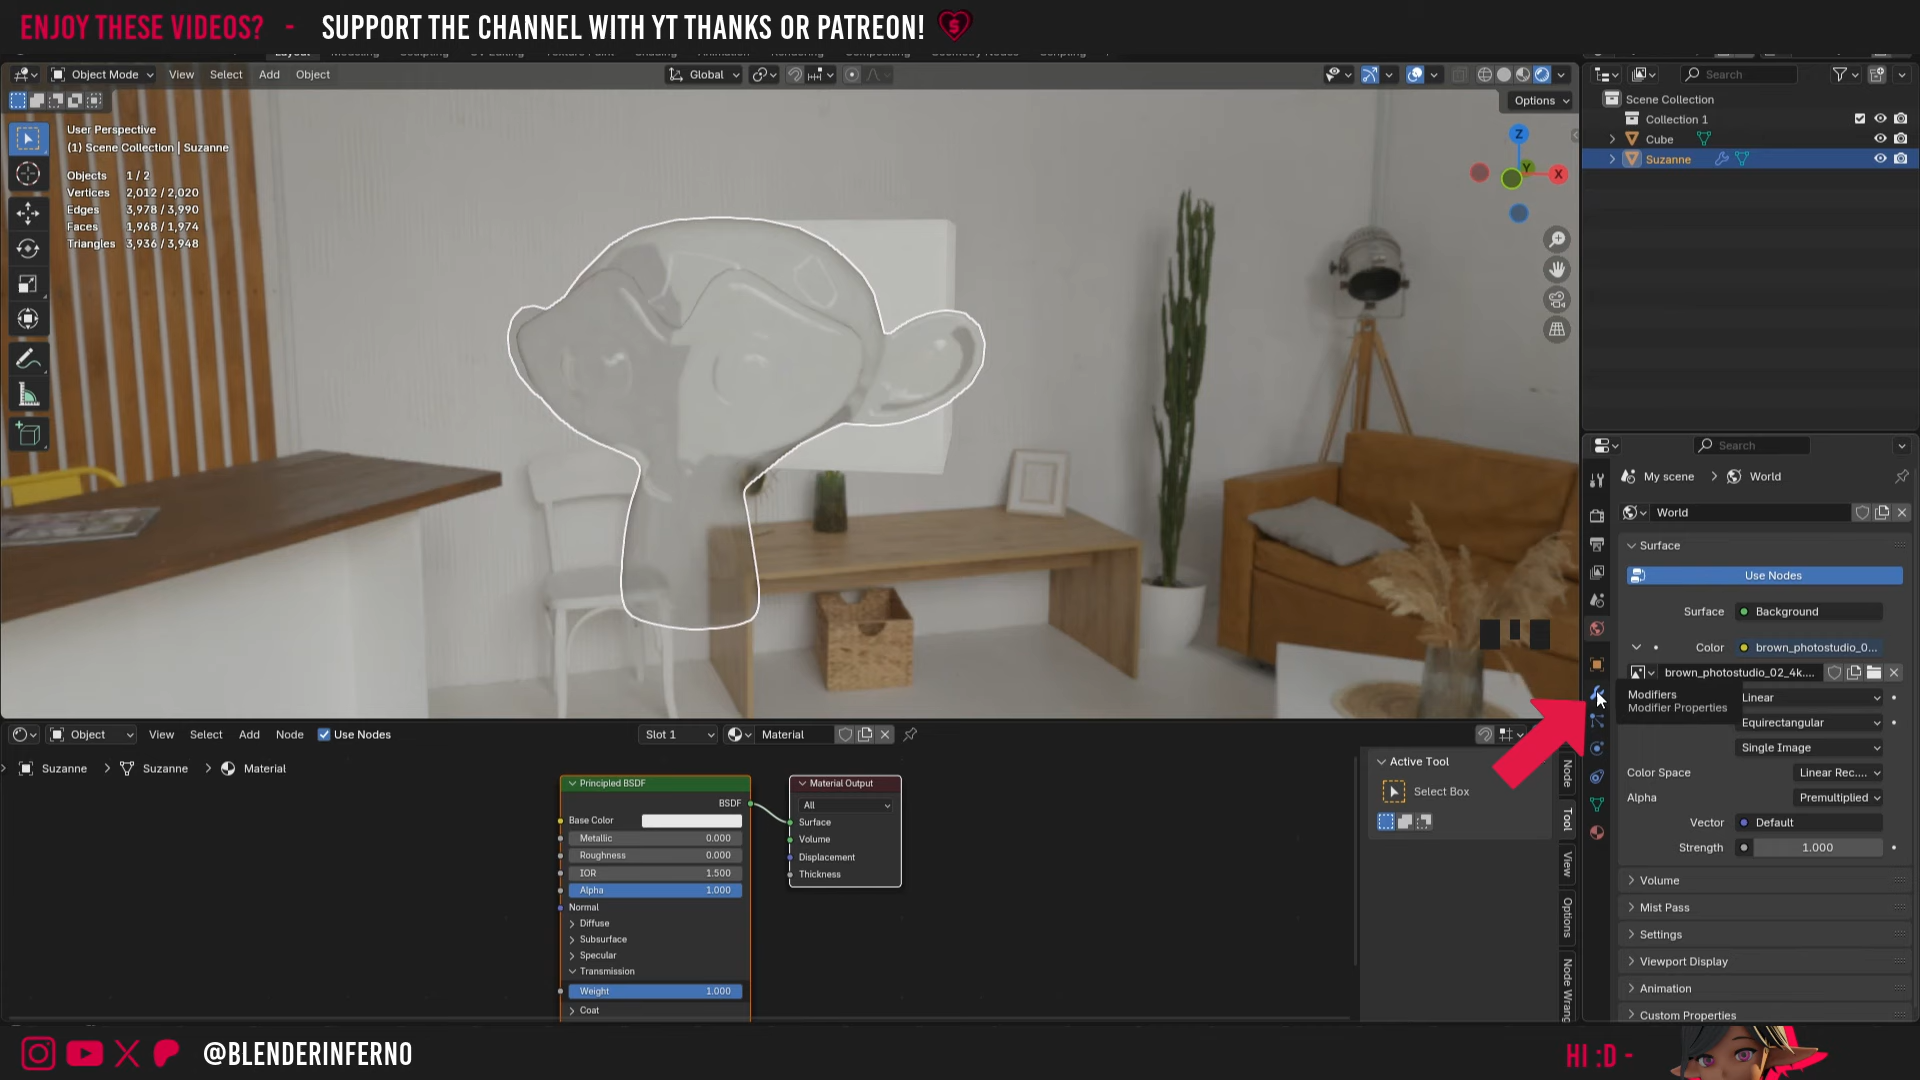 ENJOY THESE VIDEOS? - SUPPORT THE CHANNEL WITH YT THANKS OR PATREON!
Object Mode View Select Add Object
Global
Search
Options
User Perspective
(1) Scene Collection | Suzanne
Objects 1 / 2
Vertices 2,012 / 2,020
Edges 3,978 / 3,990
Faces 1,968 / 1,974
Triangles 3,936 / 3,948
Z
Y
X
Scene Collection
Collection 1
Cube
Suzanne
Search
My scene > World
World
Surface
Use Nodes
Surface Background
Color brown_photostudio_0...
brown_photostudio_02_4k....
Modifiers
Modifier Properties
Linear
Equirectangular
Single Image
Color Space Linear Rec....
Alpha Premultiplied
Vector Default
Strength 1.000
Volume
Mist Pass
Settings
Viewport Display
Animation
Custom Properties
Object View Select Add Node Use Nodes
Slot 1
Material
Suzanne > Suzanne > Material
Principled BSDF
BSDF
Base Color
Metallic 0.000
Roughness 0.000
IOR 1.500
Alpha 1.000
Normal
Diffuse
Subsurface
Specular
Transmission
Weight 1.000
Coat
Material Output
All
Surface
Volume
Displacement
Thickness
Active Tool
Select Box
Node
Tool
View
Options
Node Wrang
@BLENDERINFERNO
HI :D -